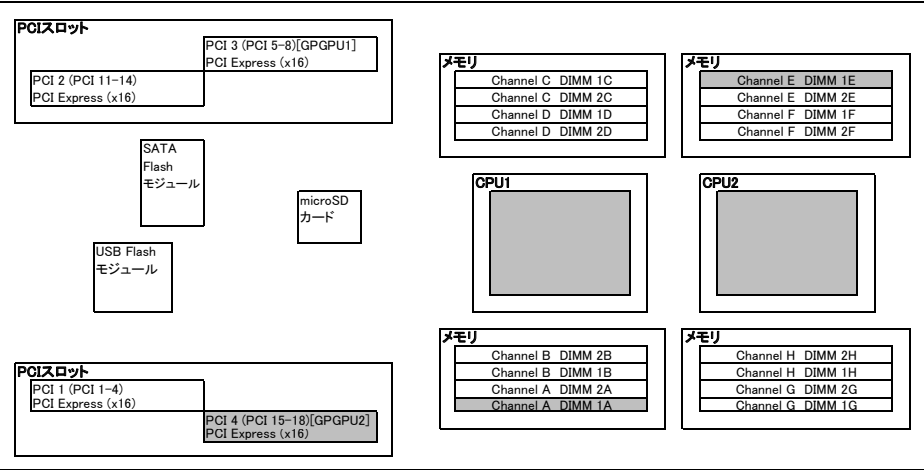 PCIスロット
PCI 3 (PCI 5-8)[GPGPU1]
PCI Express (x16)
PCI 2 (PCI 11-14)
PCI Express (x16)
SATA
Flash
モジュール
microSD
カード
USB Flash
モジュール
PCIスロット
PCI 1 (PCI 1-4)
PCI Express (x16)
PCI 4 (PCI 15-18)[GPGPU2]
PCI Express (x16)
メモリ
Channel C DIMM 1C
Channel C DIMM 2C
Channel D DIMM 1D
Channel D DIMM 2D
メモリ
Channel E DIMM 1E
Channel E DIMM 2E
Channel F DIMM 1F
Channel F DIMM 2F
CPU1
CPU2
メモリ
Channel B DIMM 2B
Channel B DIMM 1B
Channel A DIMM 2A
Channel A DIMM 1A
メモリ
Channel H DIMM 2H
Channel H DIMM 1H
Channel G DIMM 2G
Channel G DIMM 1G